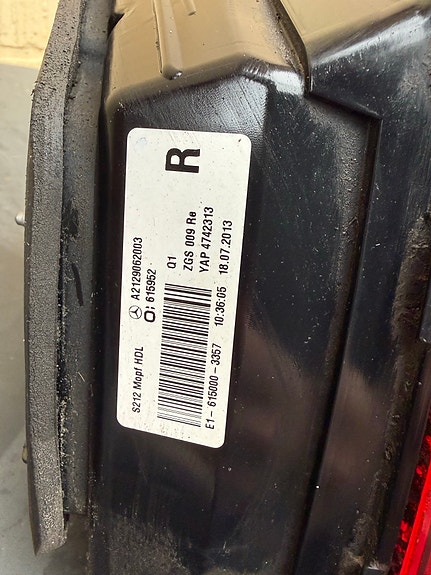 S212 Mopf HDL
A2129062003
O: 615952
R
Q1
ZGS 009 Re
YAP 4742313
E1- 615000- 3357 10:36:05 18.07.2013